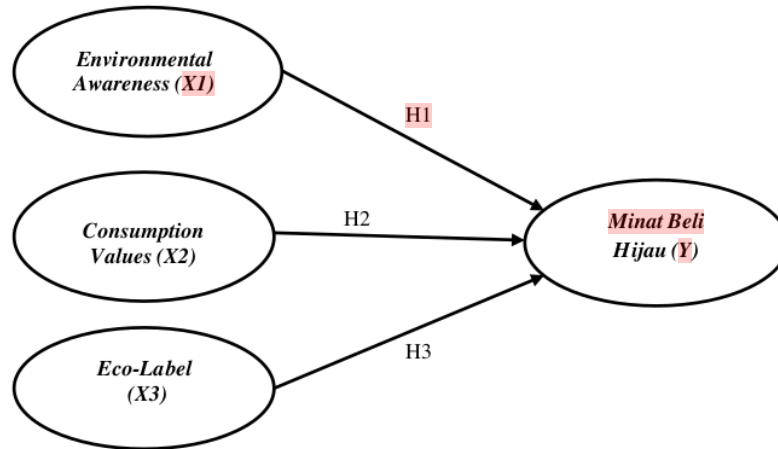 Environmental
Awareness (X1)
H1
Consumption
Values (X2)
H2
Minat Beli
Hijau (Y)
Eco-Label
(X3)
H3